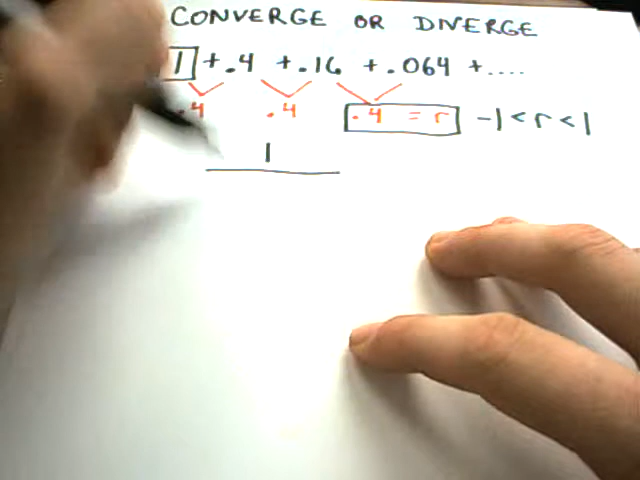 CONVERGE OR DIVERGE
1 + .4 + .16 + .064 + ....
.4 .4 .4 = r -1 < r < 1
1